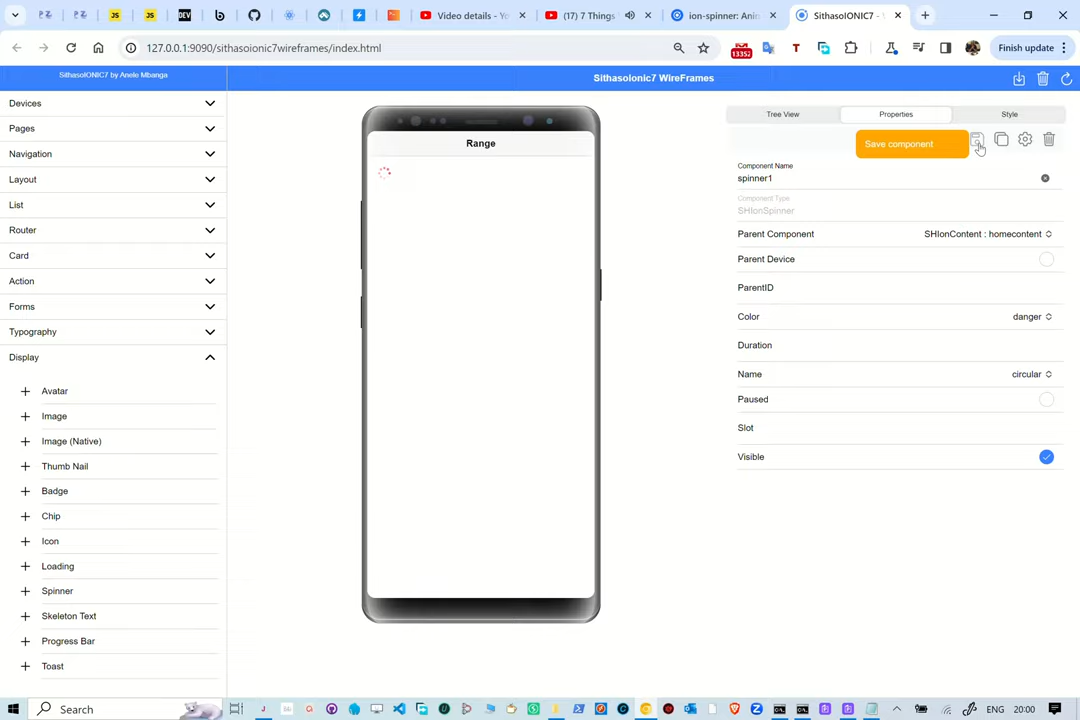 Video details - Yo
(17) 7 Things
ion-spinner: Anim
SithasoIONIC7 -
127.0.0.1:9090/sithasoionic7wireframes/index.html
13352
Finish update
SithasoIONIC7 by Anele Mbanga
SithasoIonic7 WireFrames
Devices
Pages
Navigation
Layout
List
Router
Card
Action
Forms
Typography
Display
Avatar
Image
Image (Native)
Thumb Nail
Badge
Chip
Icon
Loading
Spinner
Skeleton Text
Progress Bar
Toast
Range
Tree View
Properties
Style
Save component
Component Name
spinner1
Component Type
SHIonSpinner
Parent Component
SHIonContent : homecontent
Parent Device
ParentID
Color
danger
Duration
Name
circular
Paused
Slot
Visible
Search
ENG
20:00